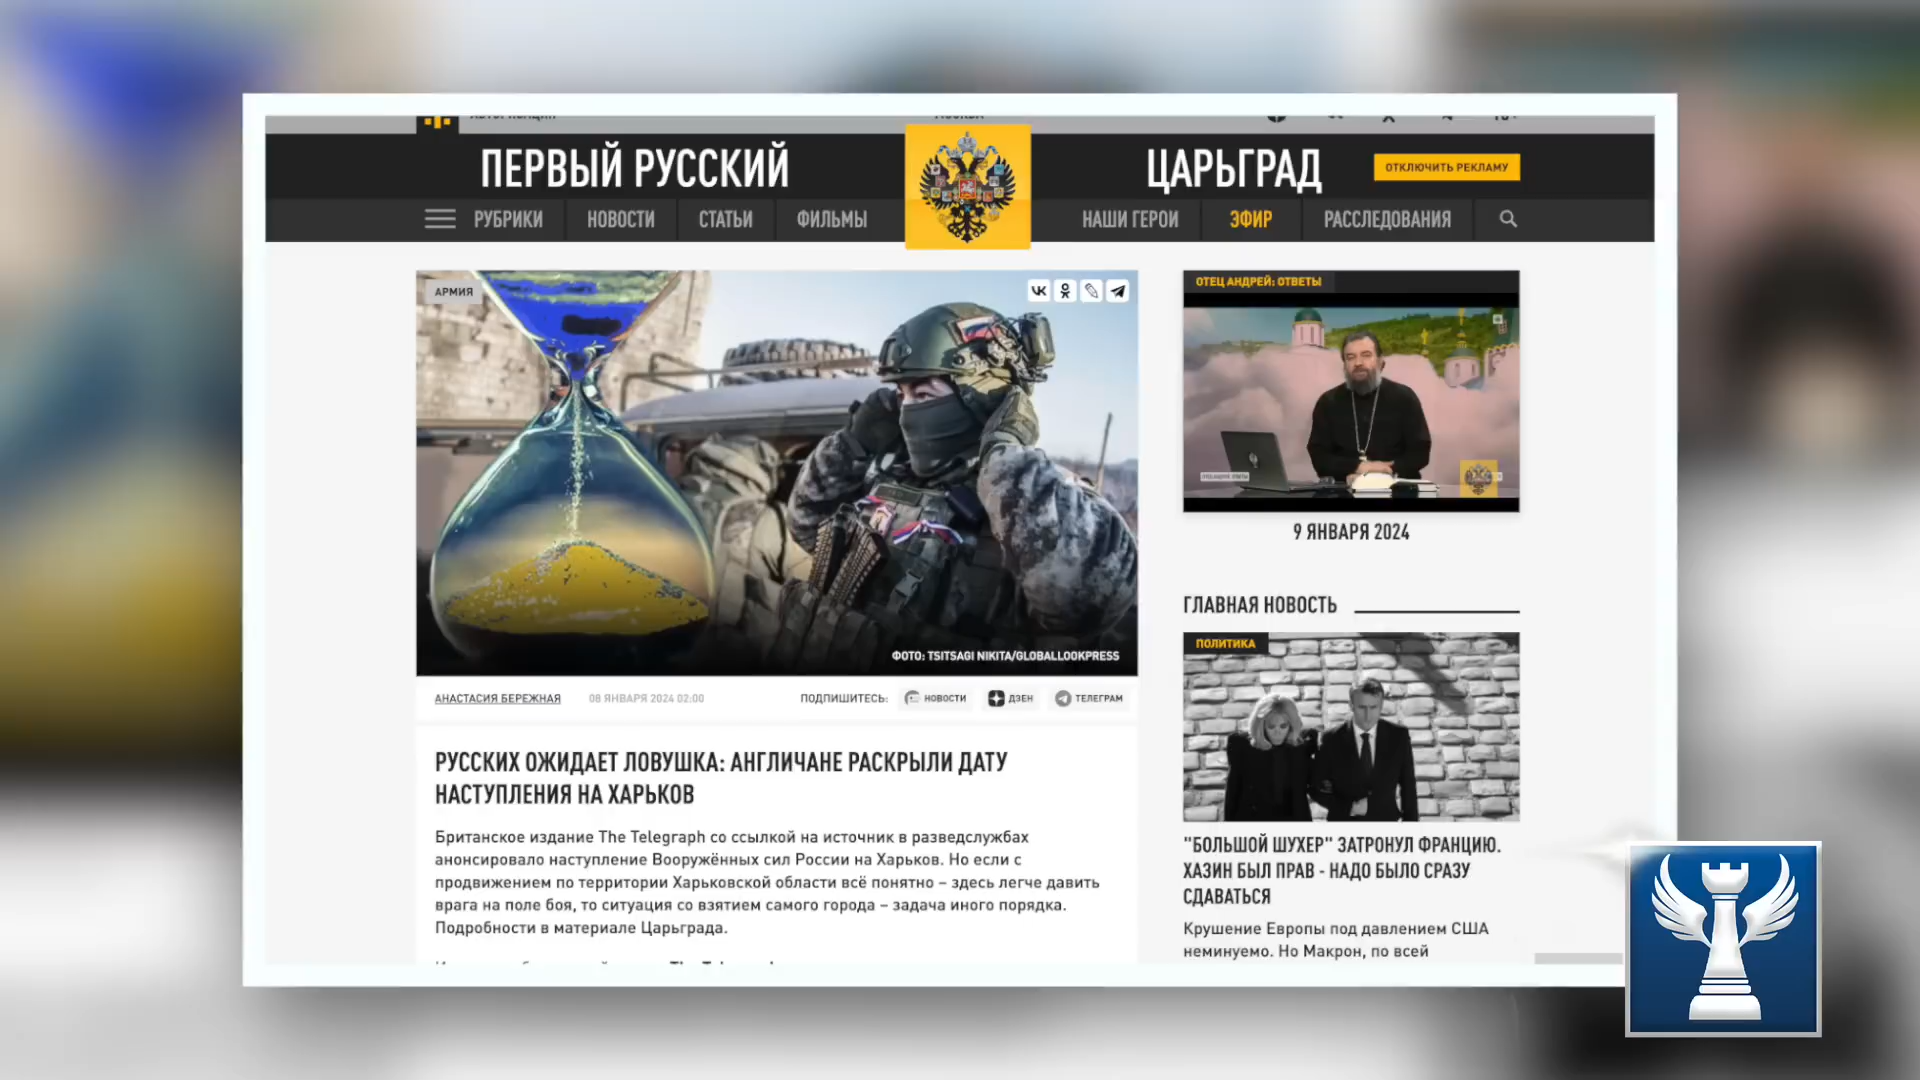 МОСКВА
ПЕРВЫЙ РУССКИЙ
ЦАРЬГРАД
ОТКЛЮЧИТЬ РЕКЛАМУ
РУБРИКИ
НОВОСТИ
СТАТЬИ
ФИЛЬМЫ
НАШИ ГЕРОИ
ЭФИР
РАССЛЕДОВАНИЯ
АРМИЯ
ФОТО: TSITSAGI NIKITA/GLOBALLOOKPRESS
АНАСТАСИЯ БЕРЕЖНАЯ
08 ЯНВАРЯ 2024 02:00
ПОДПИШИТЕСЬ:
НОВОСТИ
ДЗЕН
ТЕЛЕГРАМ
РУССКИХ ОЖИДАЕТ ЛОВУШКА: АНГЛИЧАНЕ РАСКРЫЛИ ДАТУ
НАСТУПЛЕНИЯ НА ХАРЬКОВ
Британское издание The Telegraph со ссылкой на источник в разведслужбах
анонсировало наступление Вооружённых сил России на Харьков. Но если с
продвижением по территории Харьковской области всё понятно – здесь легче давить
врага на поле боя, то ситуация со взятием самого города – задача иного порядка.
Подробности в материале Царьграда.
ОТЕЦ АНДРЕЙ: ОТВЕТЫ
9 ЯНВАРЯ 2024
ГЛАВНАЯ НОВОСТЬ
ПОЛИТИКА
"БОЛЬШОЙ ШУХЕР" ЗАТРОНУЛ ФРАНЦИЮ.
ХАЗИН БЫЛ ПРАВ - НАДО БЫЛО СРАЗУ
СДАВАТЬСЯ
Крушение Европы под давлением США
неминуемо. Но Макрон, по всей